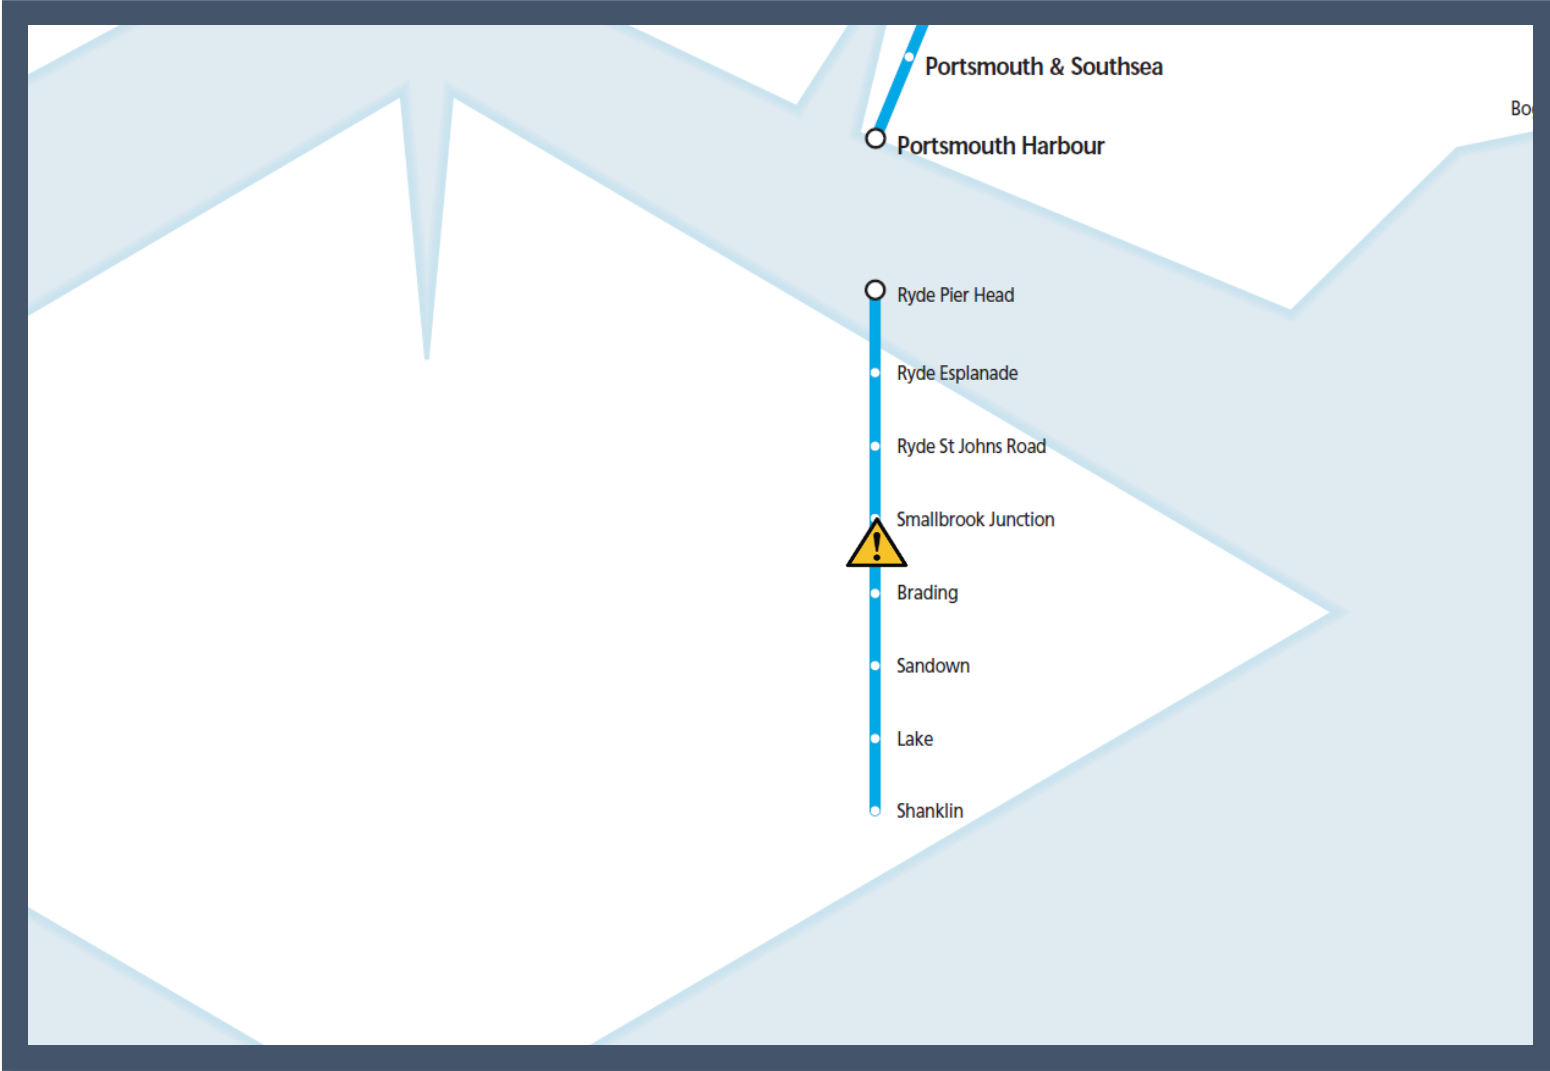 Portsmouth & Southsea
Bo
Portsmouth Harbour
Ryde Pier Head
Ryde Esplanade
Ryde St Johns Road
Smallbrook Junction
!
Brading
Sandown
Lake
Shanklin